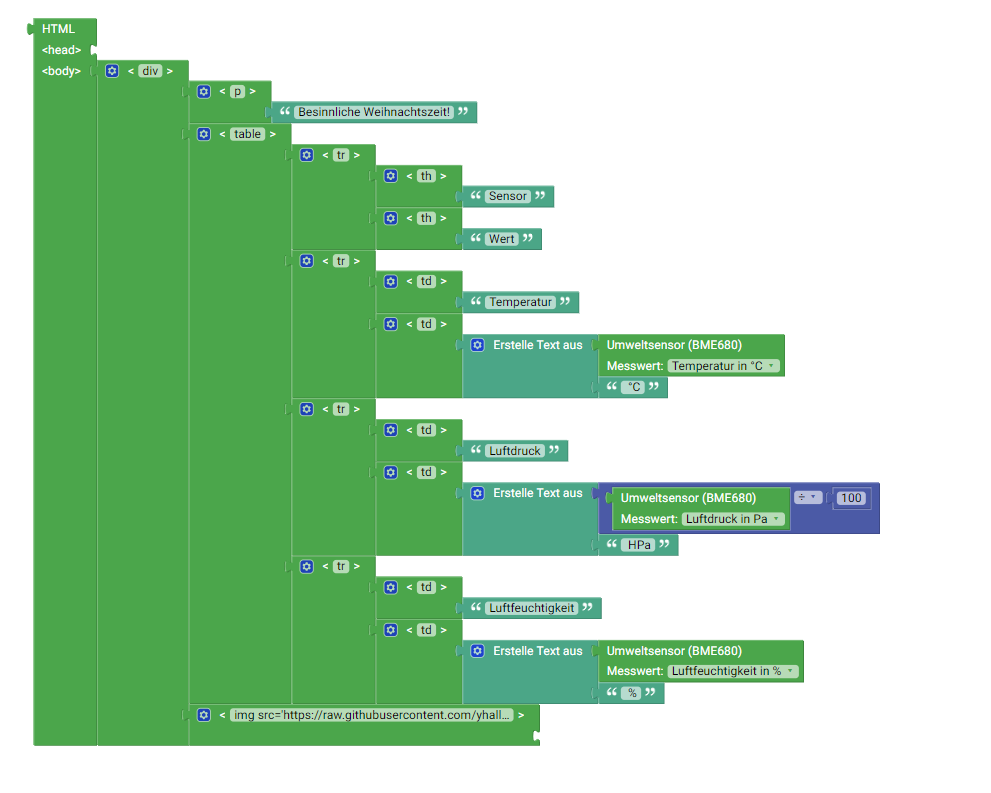 HTML
<head>
<body> < div >
< p >
“ Besinnliche Weihnachtszeit! ”
< table >
< tr >
< th >
“ Sensor ”
< th >
“ Wert ”
< tr >
< td >
“ Temperatur ”
< td >
Erstelle Text aus Umweltsensor (BME680)
Messwert: Temperatur in °C
“ °C ”
< tr >
< td >
“ Luftdruck ”
< td >
Erstelle Text aus Umweltsensor (BME680) ÷ 100
Messwert: Luftdruck in Pa
“ HPa ”
< tr >
< td >
“ Luftfeuchtigkeit ”
< td >
Erstelle Text aus Umweltsensor (BME680)
Messwert: Luftfeuchtigkeit in %
“ % ”
< img src='https://raw.githubusercontent.com/yhall... >